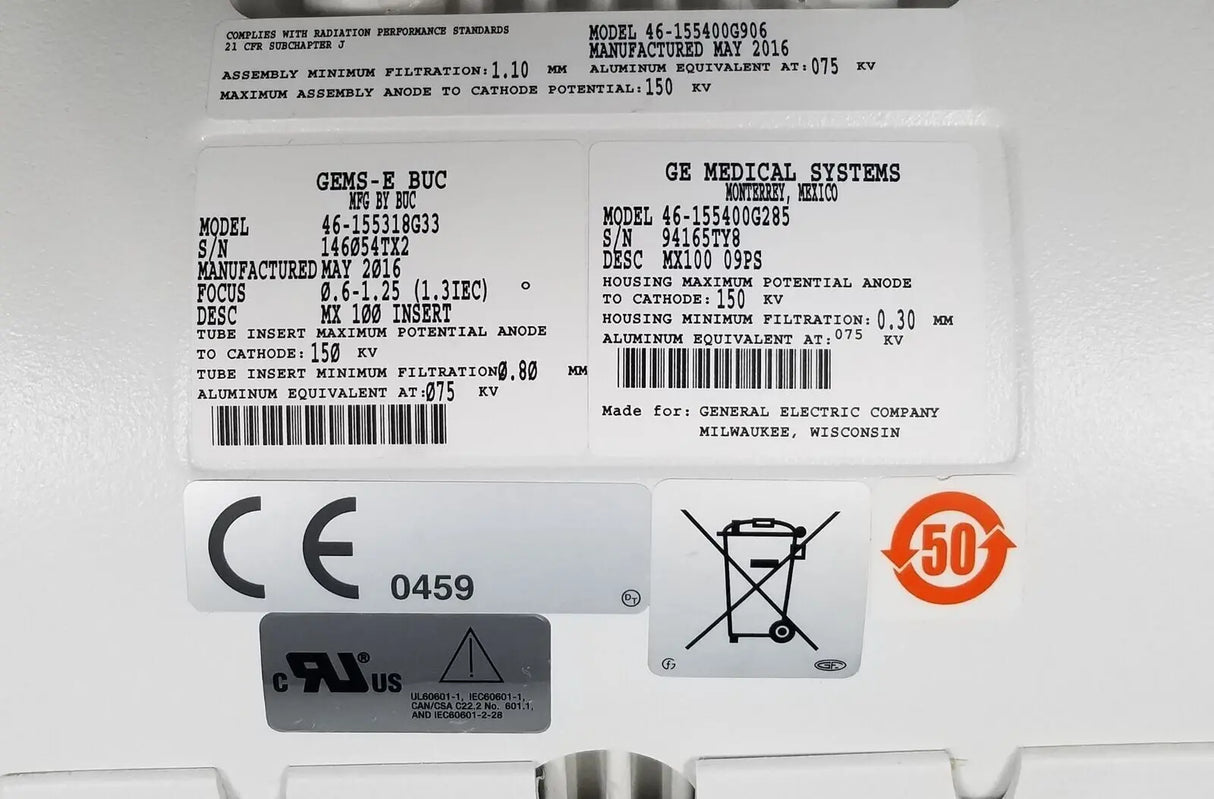 COMPLIES WITH RADIATION PERFORMANCE STANDARDS
21 CFR SUBCHAPTER J
MODEL 46-155400G906
MANUFACTURED MAY 2016
ASSEMBLY MINIMUM FILTRATION: 1.10 MM ALUMINUM EQUIVALENT AT: 075 KV
MAXIMUM ASSEMBLY ANODE TO CATHODE POTENTIAL: 150 KV
GEMS-E BUC
MFG BY BUC
MODEL 46-155318G33
S/N 146054TX2
MANUFACTURED MAY 2016
FOCUS 0.6-1.25 (1.3IEC) °
DESC MX 100 INSERT
TUBE INSERT MAXIMUM POTENTIAL ANODE
TO CATHODE: 150 KV
TUBE INSERT MINIMUM FILTRATION 0.80 MM
ALUMINUM EQUIVALENT AT: 075 KV
GE MEDICAL SYSTEMS
MONTERREY, MEXICO
MODEL 46-155400G285
S/N 94165TY8
DESC MX100 09PS
HOUSING MAXIMUM POTENTIAL ANODE
TO CATHODE: 150 KV
HOUSING MINIMUM FILTRATION: 0.30 MM
ALUMINUM EQUIVALENT AT: 075 KV
Made for: GENERAL ELECTRIC COMPANY
MILWAUKEE, WISCONSIN
CE 0459
DT
50
c RU ® US
UL60601-1, IEC60601-1,
CAN/CSA C22.2 No. 601.1,
AND IEC60601-2-28